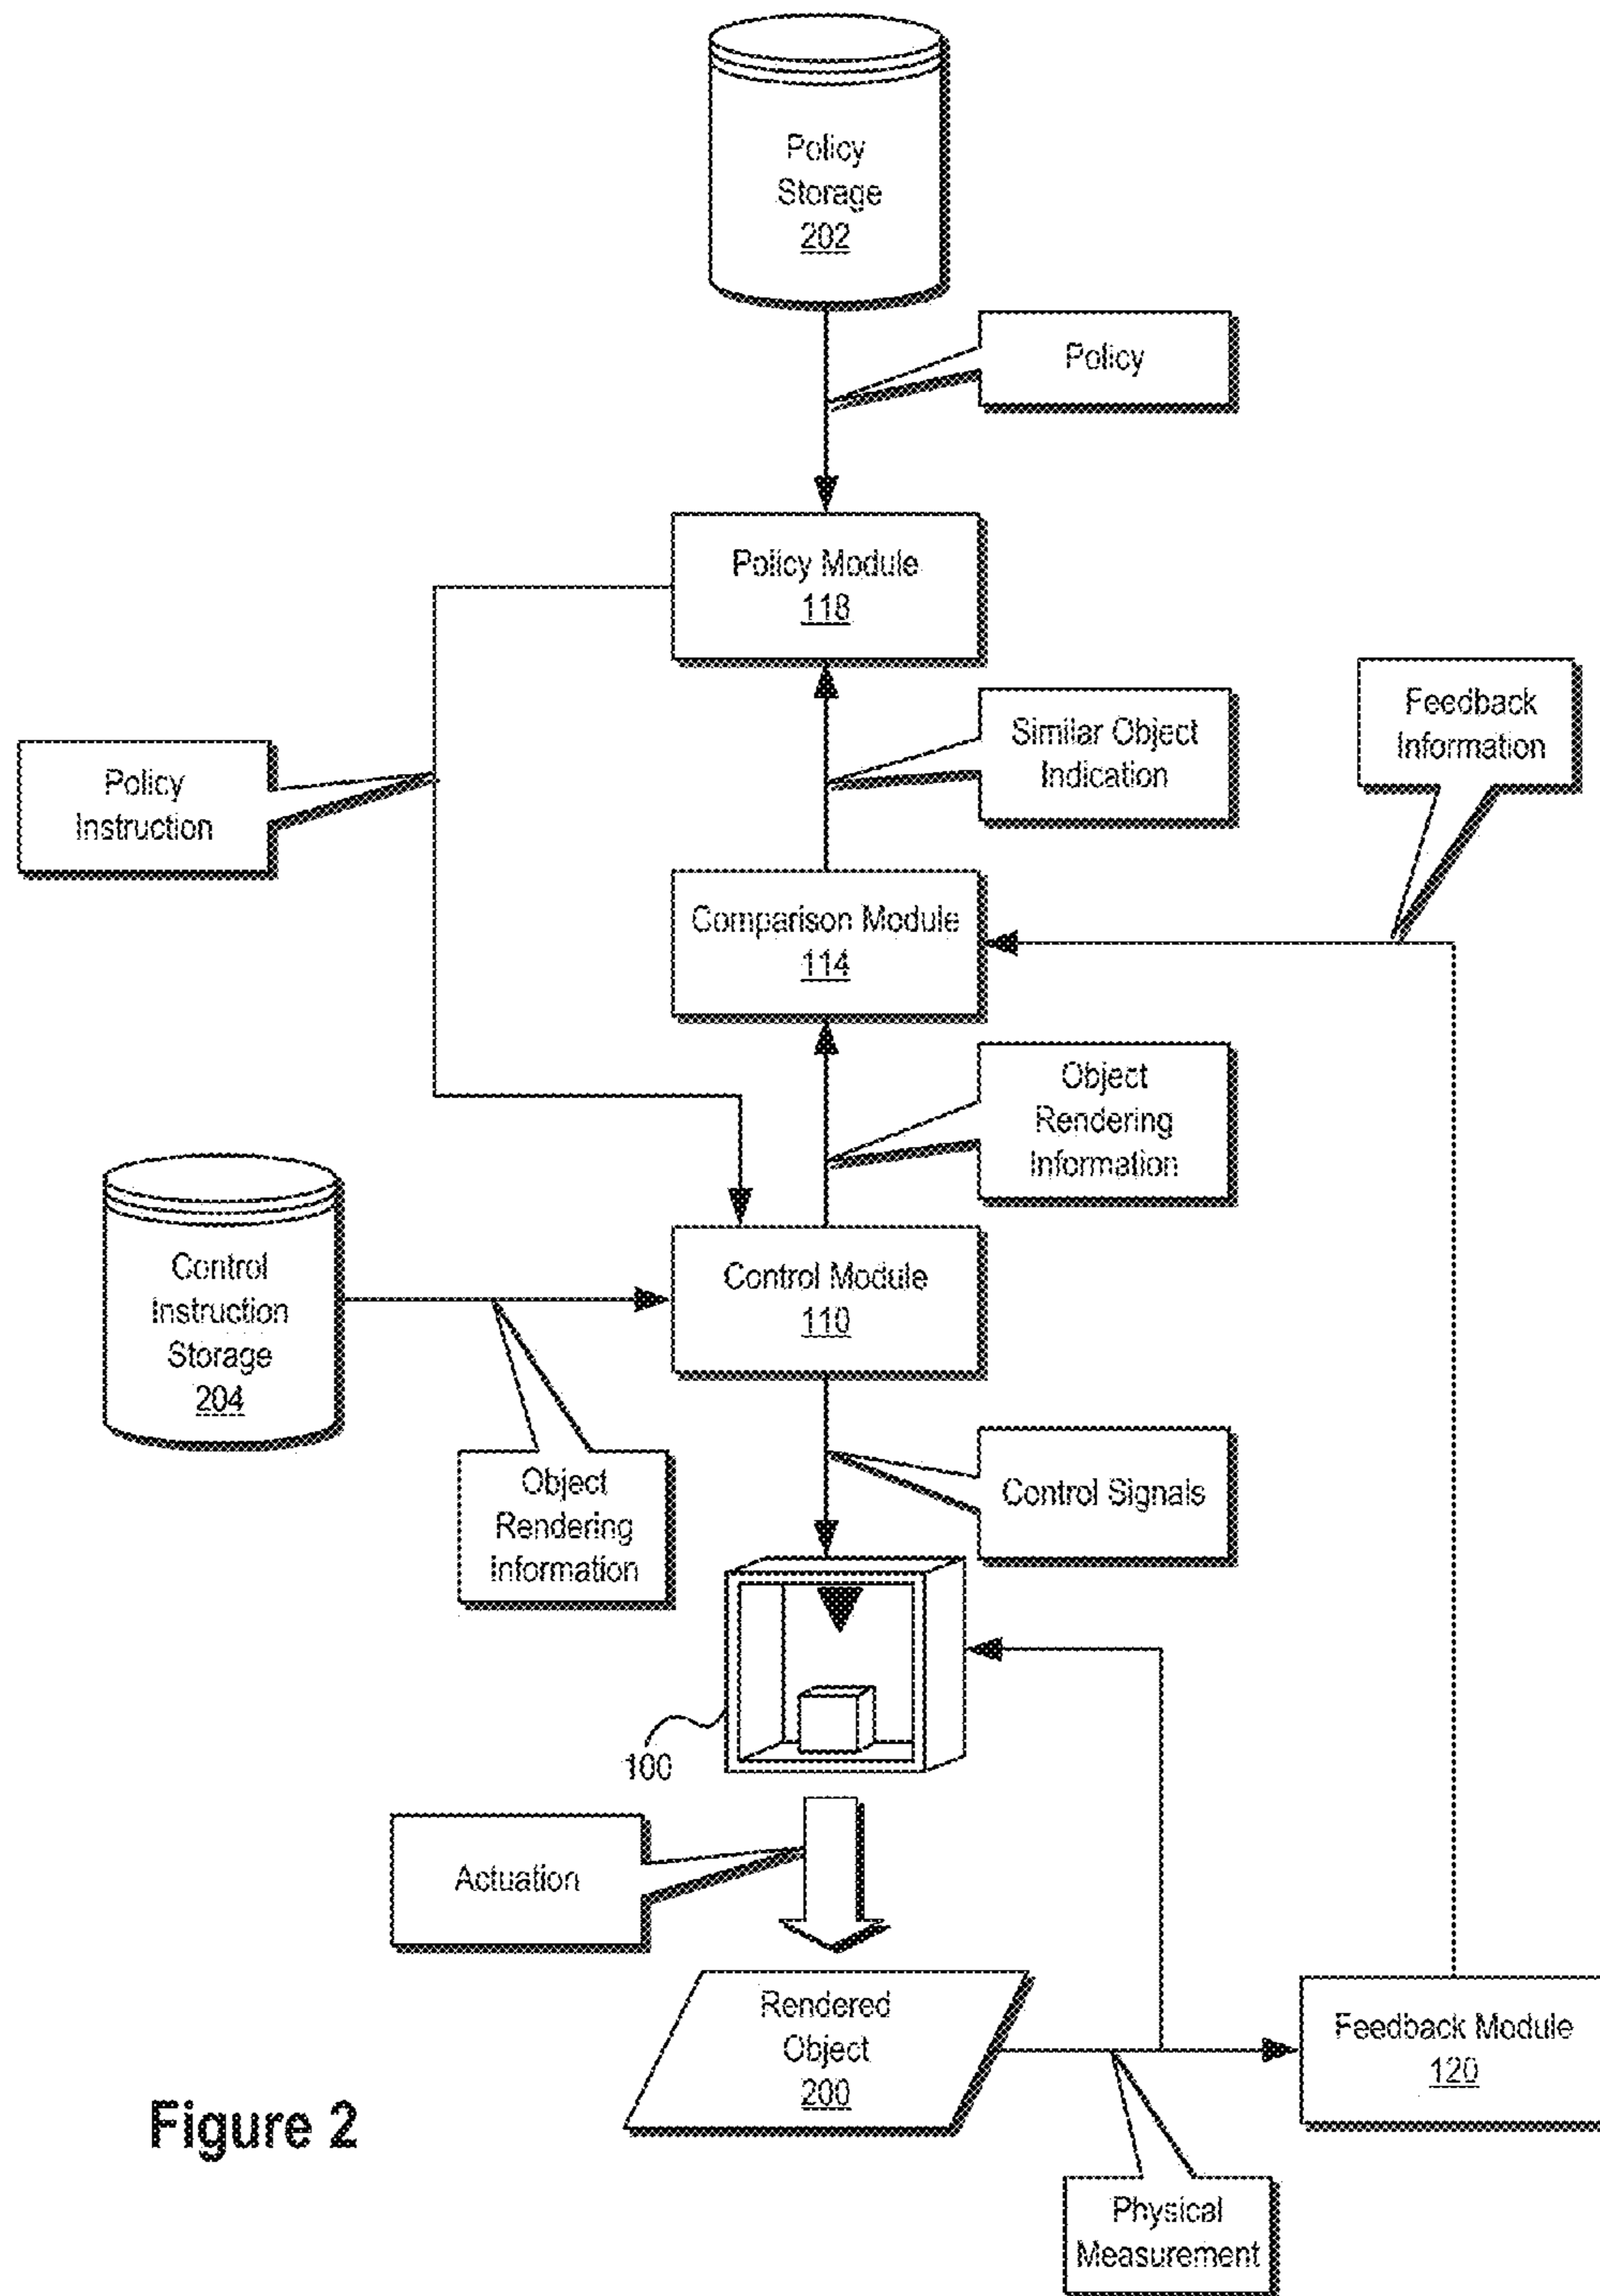 Policy
Storage
202
Policy
Policy Module
118
Similar Object
Indication
Feedback
Information
Policy
Instruction
Comparison Module
114
Object
Rendering
Information
Control
Instruction
Storage
204
Control Module
110
Object
Rendering
Information
Control Signals
100
Actuation
Rendered
Object
200
Feedback Module
120
Figure 2
Physical
Measurement